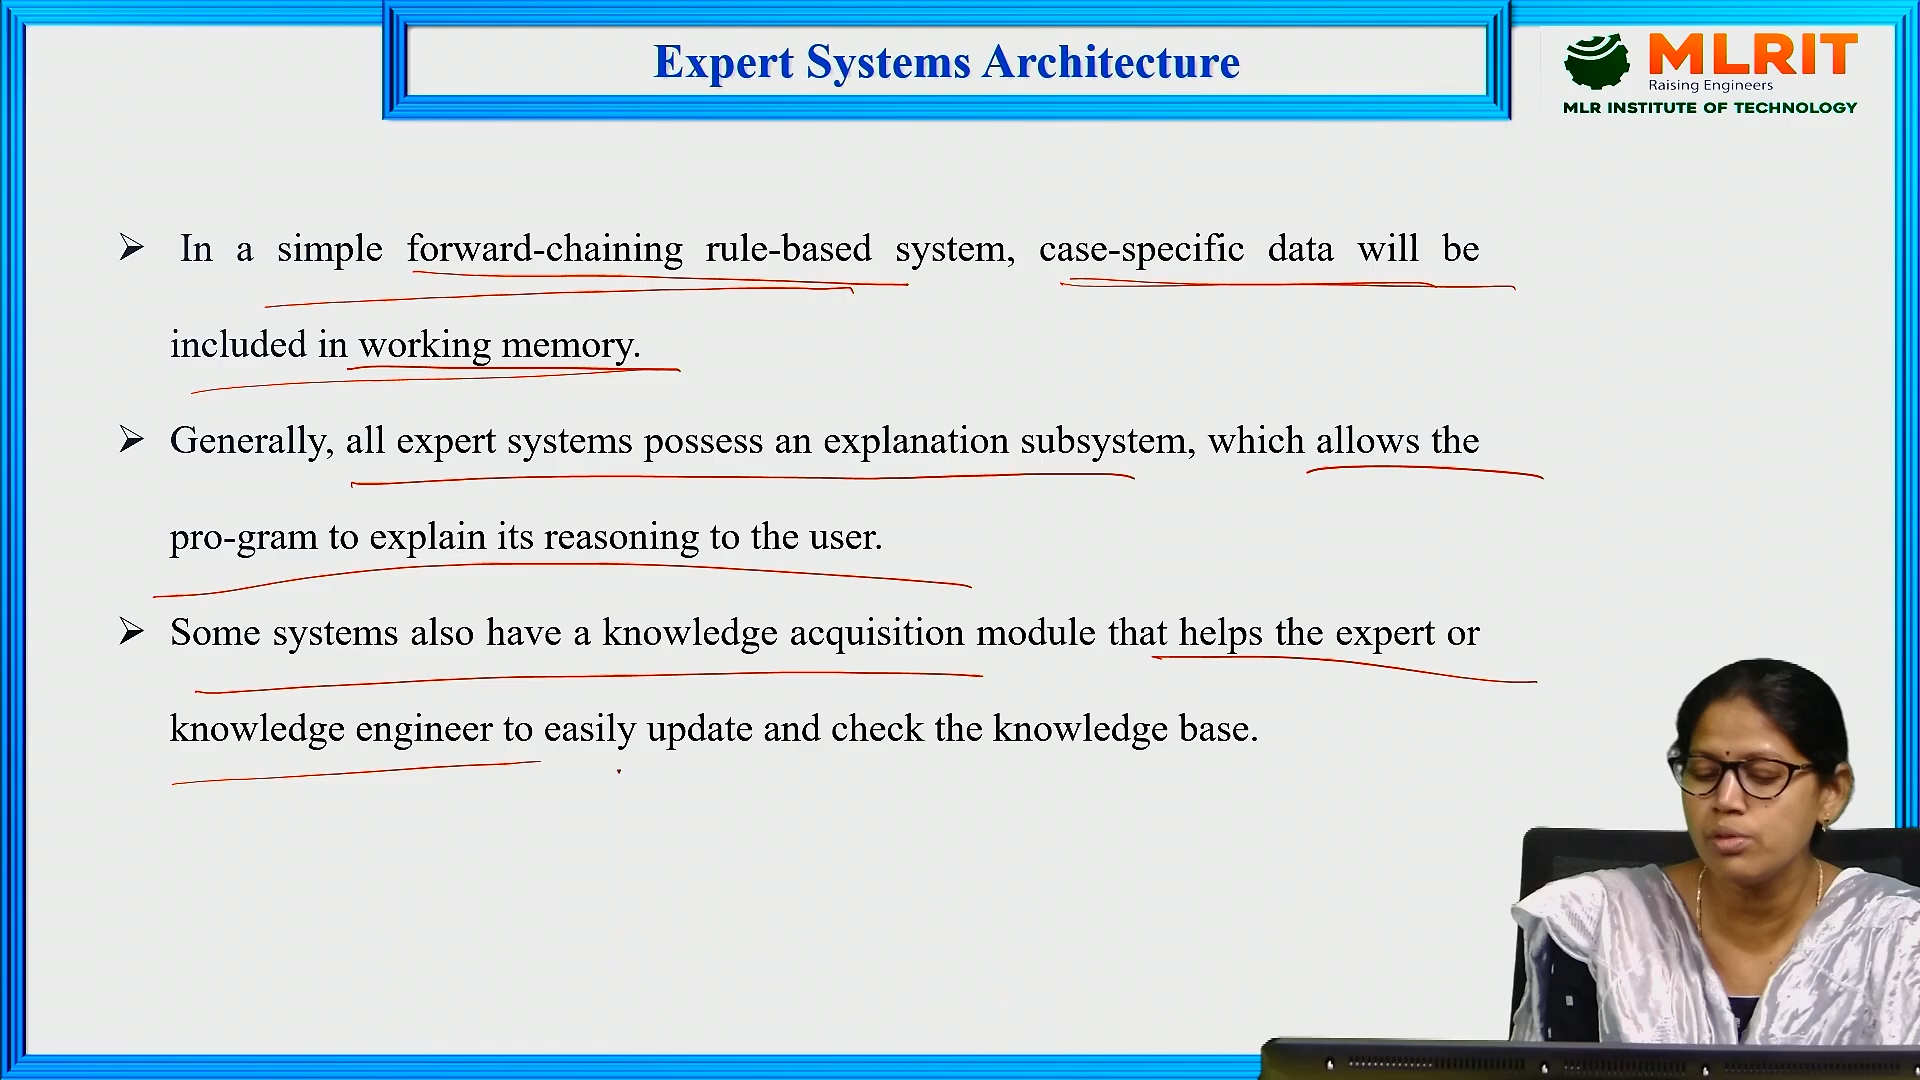 Expert Systems Architecture
MLRIT
Raising Engineers
MLR INSTITUTE OF TECHNOLOGY
➢ In a simple forward-chaining rule-based system, case-specific data will be
included in working memory.
➢ Generally, all expert systems possess an explanation subsystem, which allows the
pro-gram to explain its reasoning to the user.
➢ Some systems also have a knowledge acquisition module that helps the expert or
knowledge engineer to easily update and check the knowledge base.